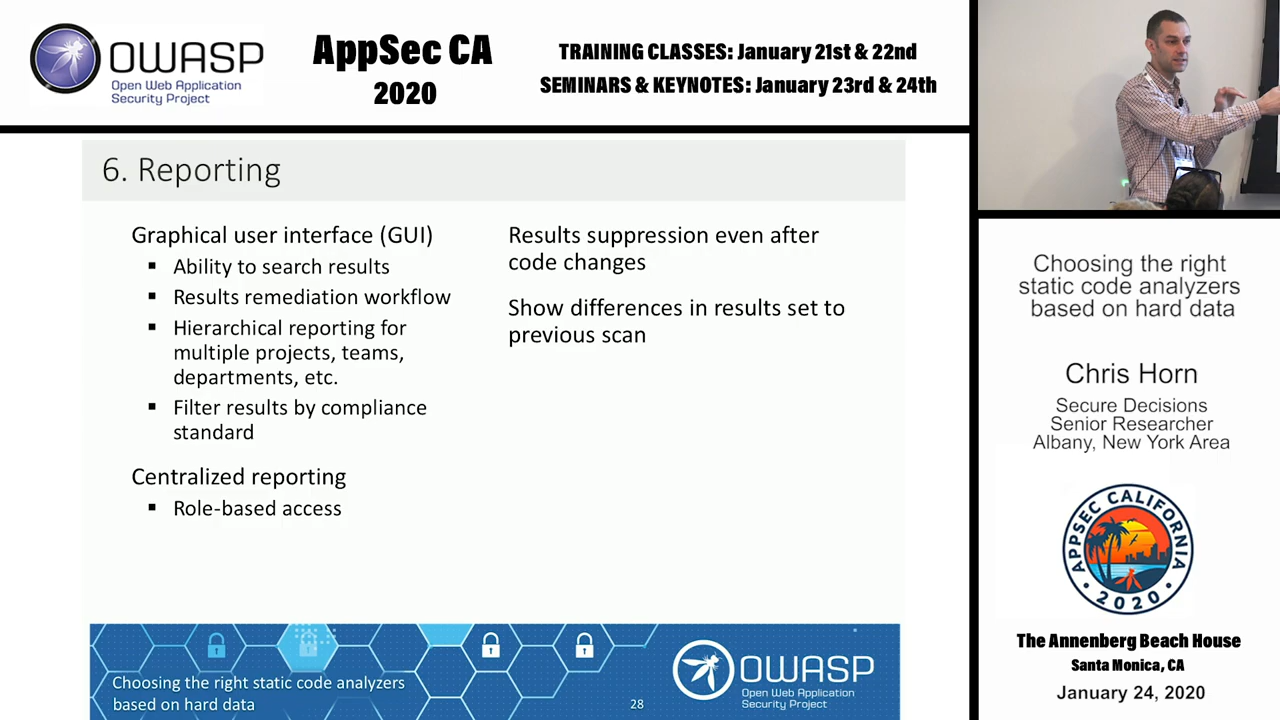 OWASP
Open Web Application
Security Project
AppSec CA
2020
TRAINING CLASSES: January 21st & 22nd
SEMINARS & KEYNOTES: January 23rd & 24th
6. Reporting
Graphical user interface (GUI)
▪ Ability to search results
▪ Results remediation workflow
▪ Hierarchical reporting for
multiple projects, teams,
departments, etc.
▪ Filter results by compliance
standard
Centralized reporting
▪ Role-based access
Results suppression even after
code changes
Show differences in results set to
previous scan
Choosing the right static code analyzers
based on hard data
28
OWASP
Open Web Application
Security Project
Choosing the right
static code analyzers
based on hard data
Chris Horn
Secure Decisions
Senior Researcher
Albany, New York Area
APPSEC CALIFORNIA
• 2020 •
The Annenberg Beach House
Santa Monica, CA
January 24, 2020